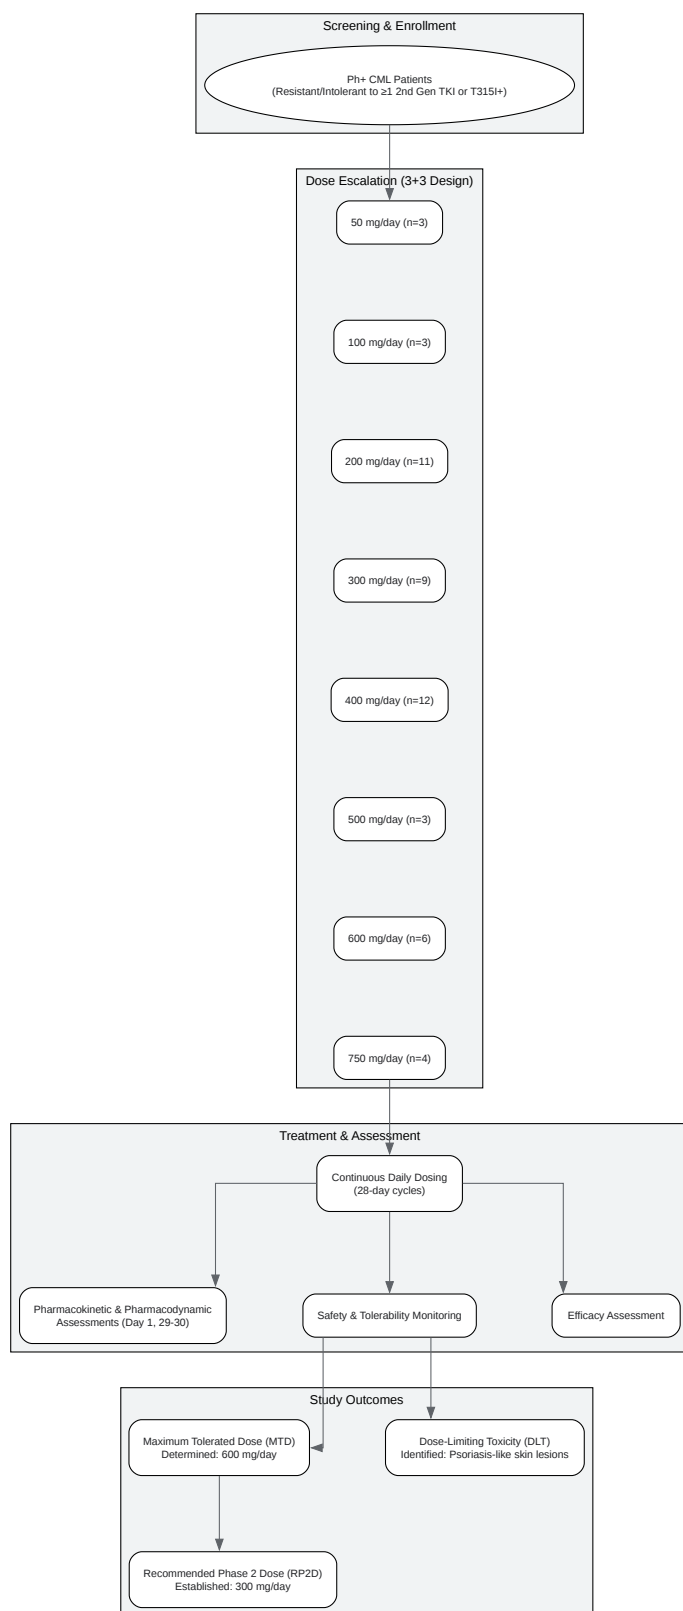 Screening & Enrollment
Ph+ CML Patients
(Resistant/Intolerant to ≥1 2nd Gen TKI or T315I+)
Dose Escalation (3+3 Design)
50 mg/day (n=3)
100 mg/day (n=3)
200 mg/day (n=11)
300 mg/day (n=9)
400 mg/day (n=12)
500 mg/day (n=3)
600 mg/day (n=6)
750 mg/day (n=4)
Treatment & Assessment
Continuous Daily Dosing
(28-day cycles)
Pharmacokinetic & Pharmacodynamic
Assessments (Day 1, 29-30)
Safety & Tolerability Monitoring
Efficacy Assessment
Study Outcomes
Maximum Tolerated Dose (MTD)
Determined: 600 mg/day
Dose-Limiting Toxicity (DLT)
Identified: Psoriasis-like skin lesions
Recommended Phase 2 Dose (RP2D)
Established: 300 mg/day